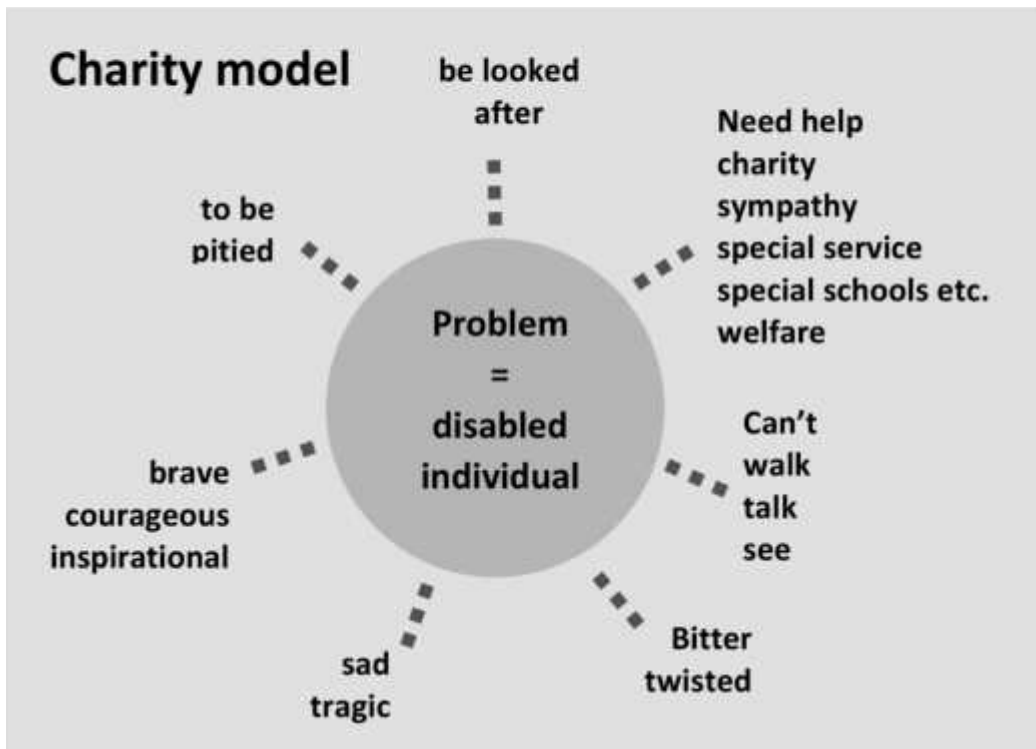 Charity model
be looked
after
Need help
charity
sympathy
special service
special schools etc.
welfare
to be
pitied
Problem
=
disabled
individual
Can't
walk
talk
see
brave
courageous
inspirational
Bitter
twisted
sad
tragic